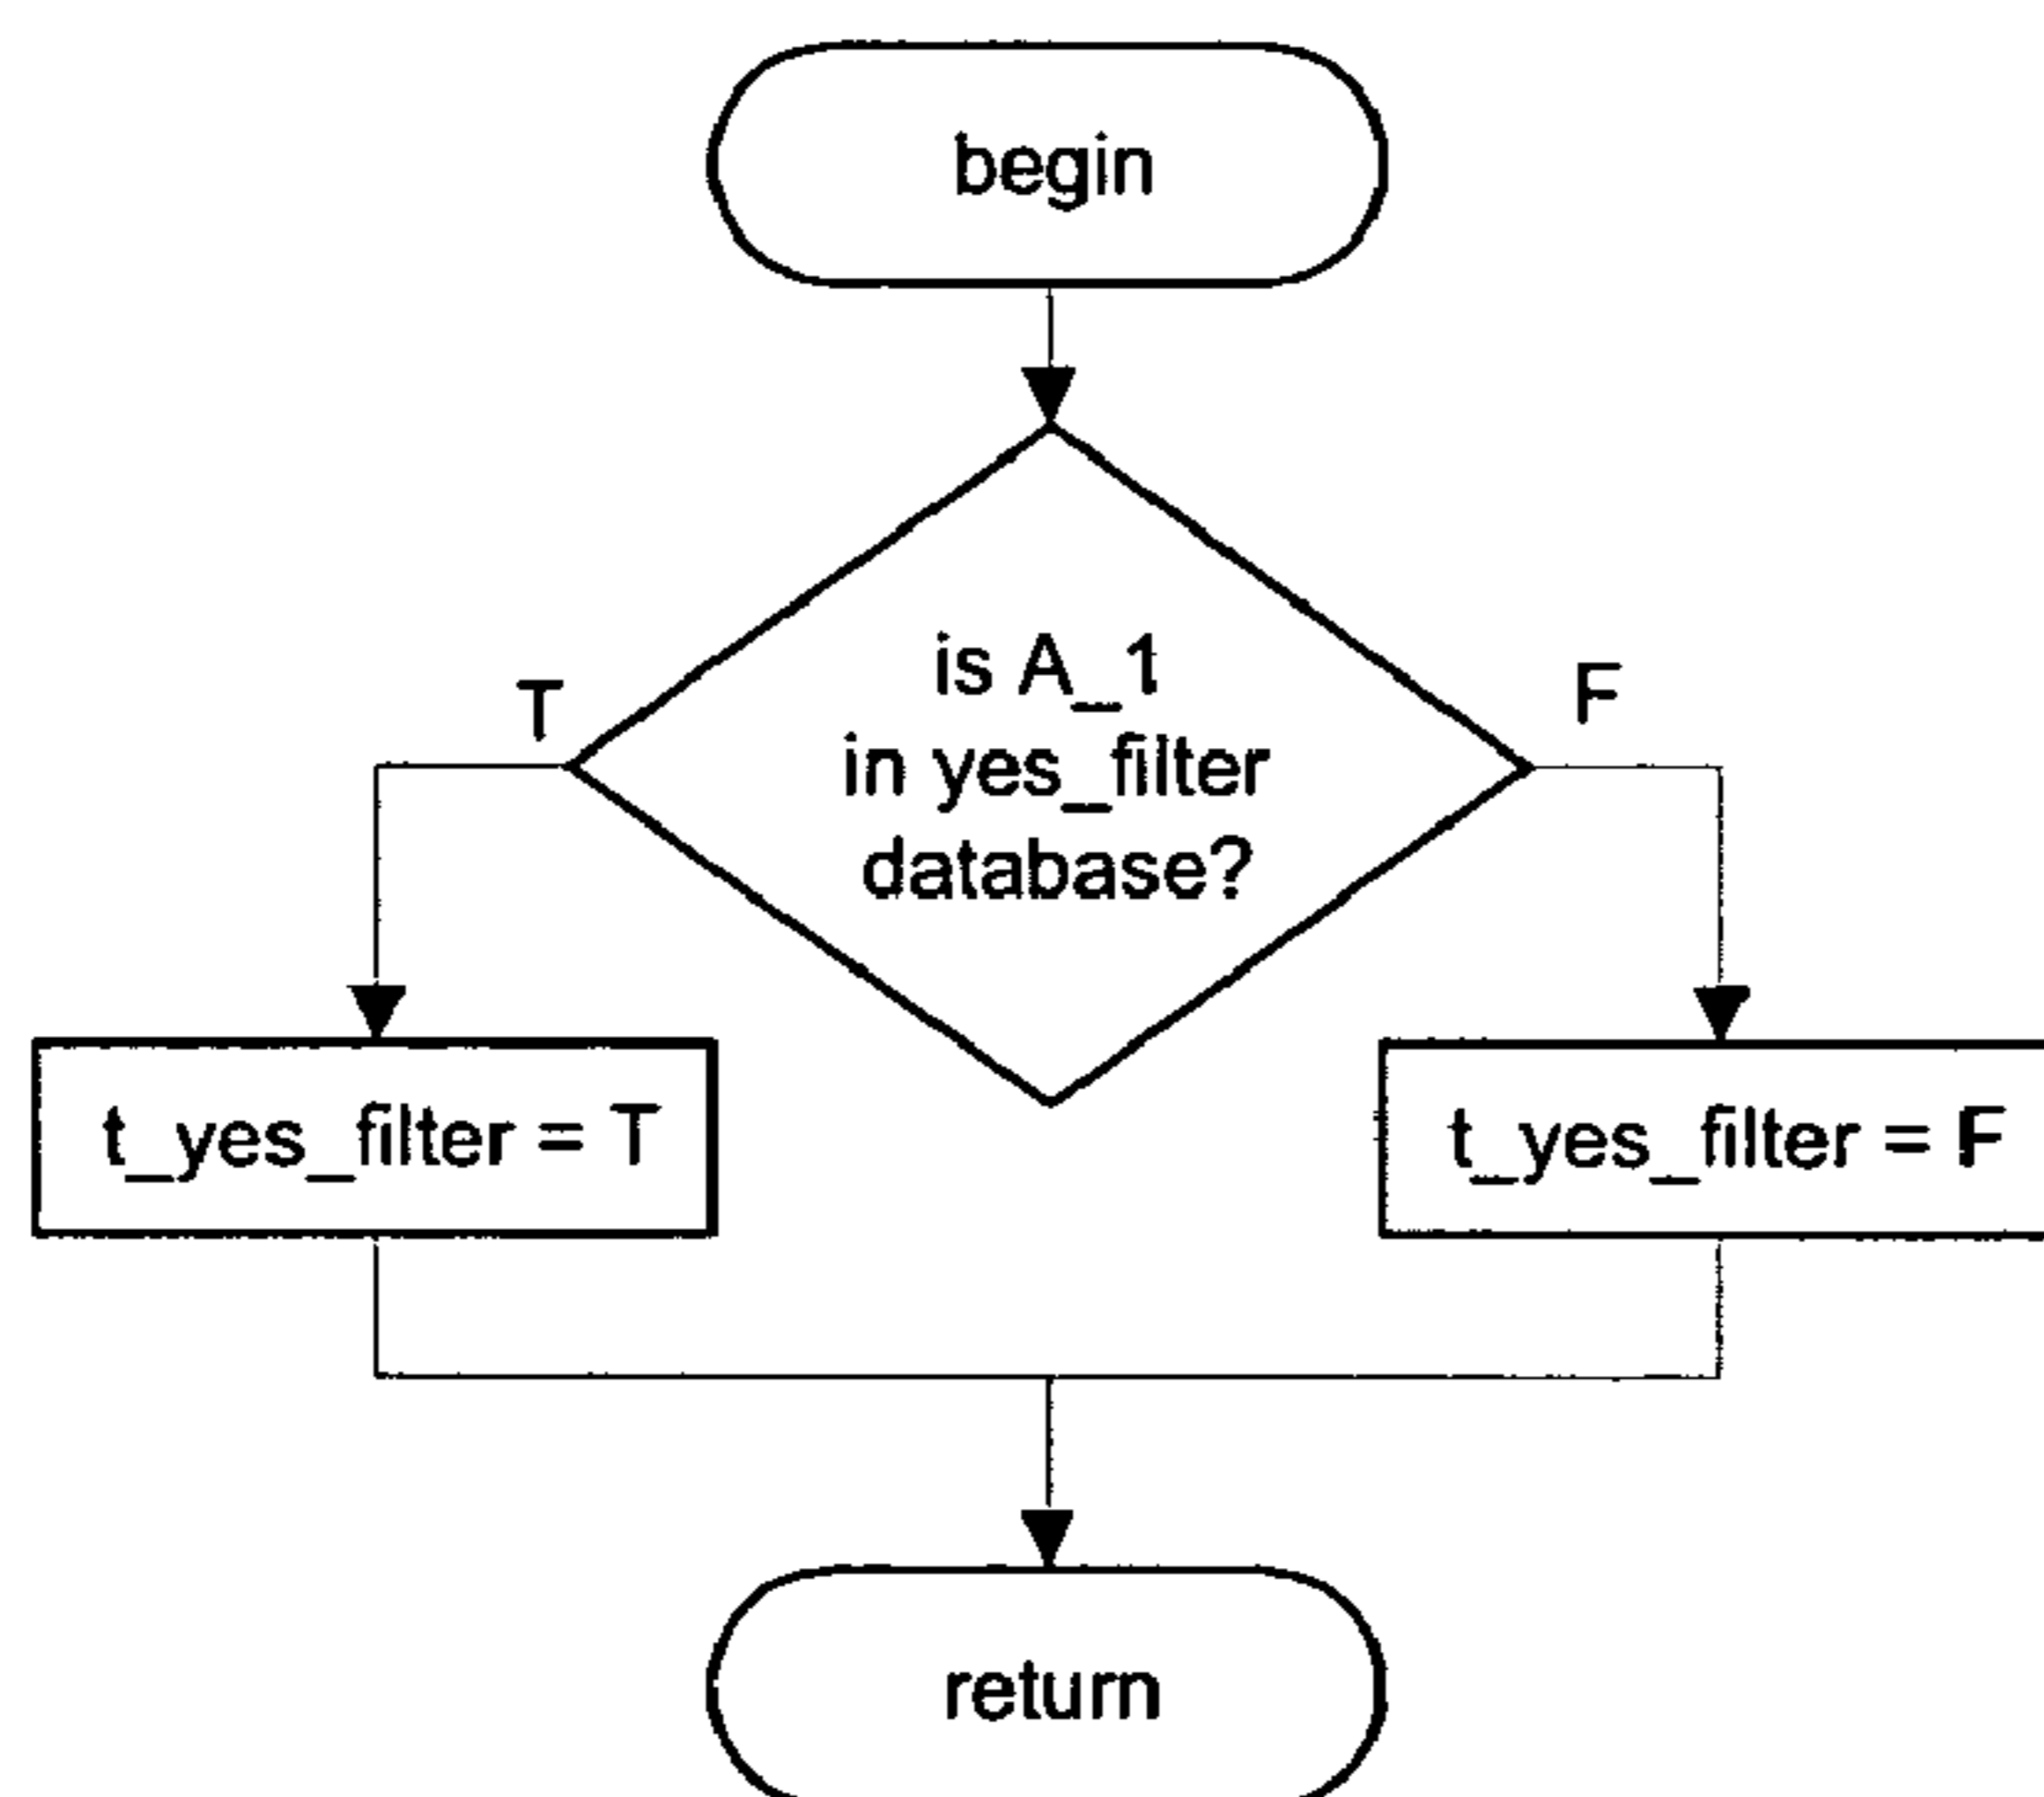 begin
is A_1
in yes_filter
database?
T
F
t_yes_filter = T
t_yes_filter = F
return